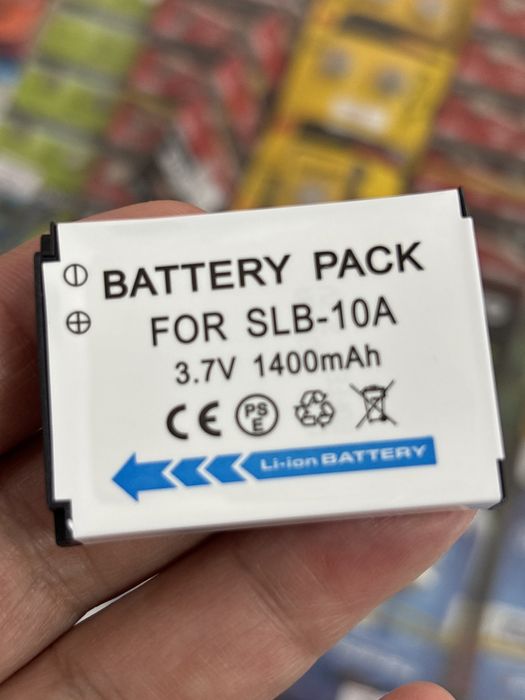 BATTERY PACK
FOR SLB-10A
3.7V 1400mAh
CE PSE
Li-ion BATTERY